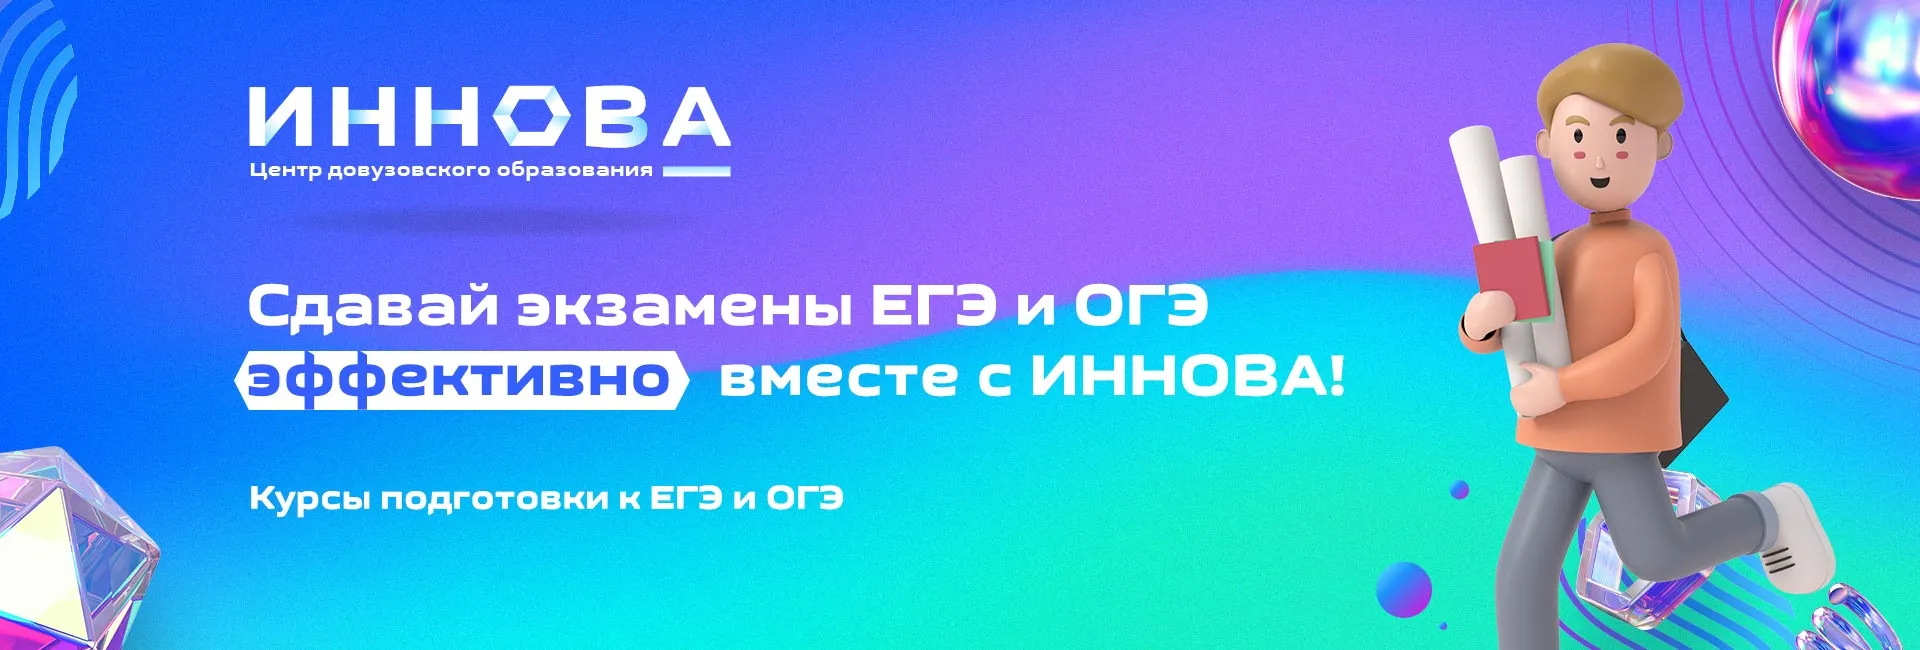 ИННОВА
Центр довузовского образования
Сдавай экзамены ЕГЭ и ОГЭ
эффективно вместе с ИННОВА!
Курсы подготовки к ЕГЭ и ОГЭ